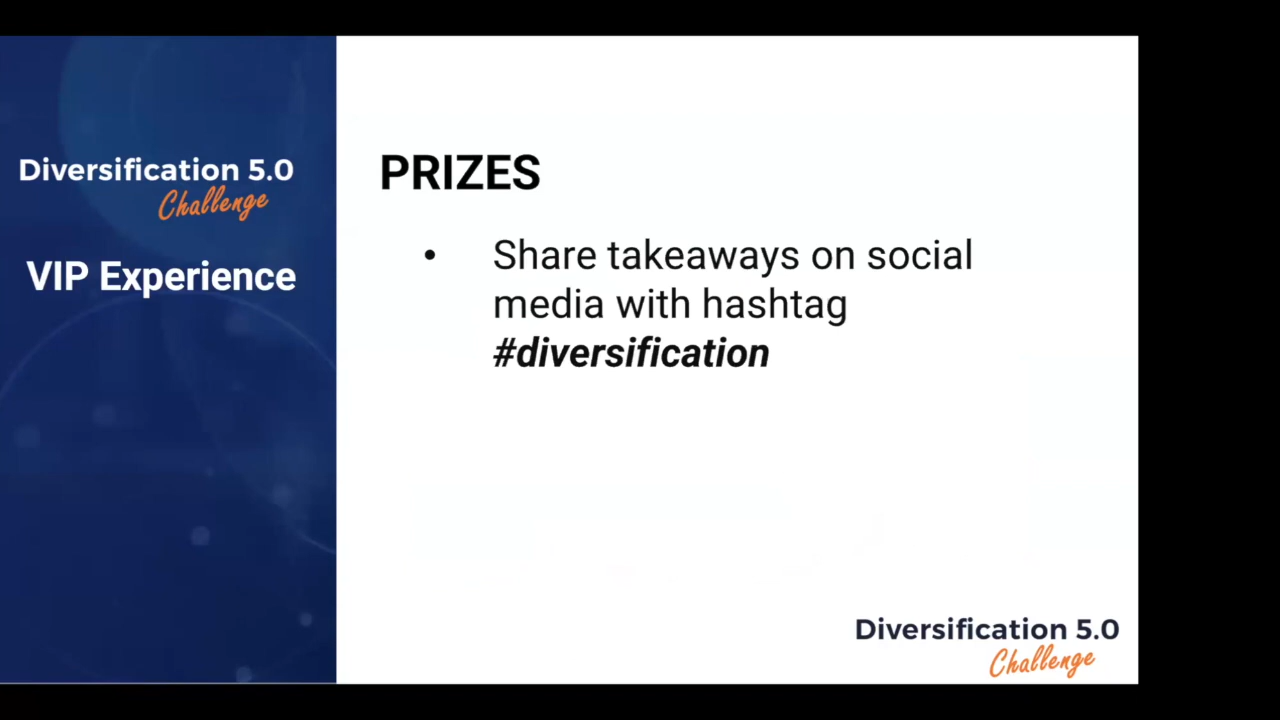 Diversification 5.0
Challenge
VIP Experience
PRIZES
• Share takeaways on social
media with hashtag
#diversification
Diversification 5.0
Challenge